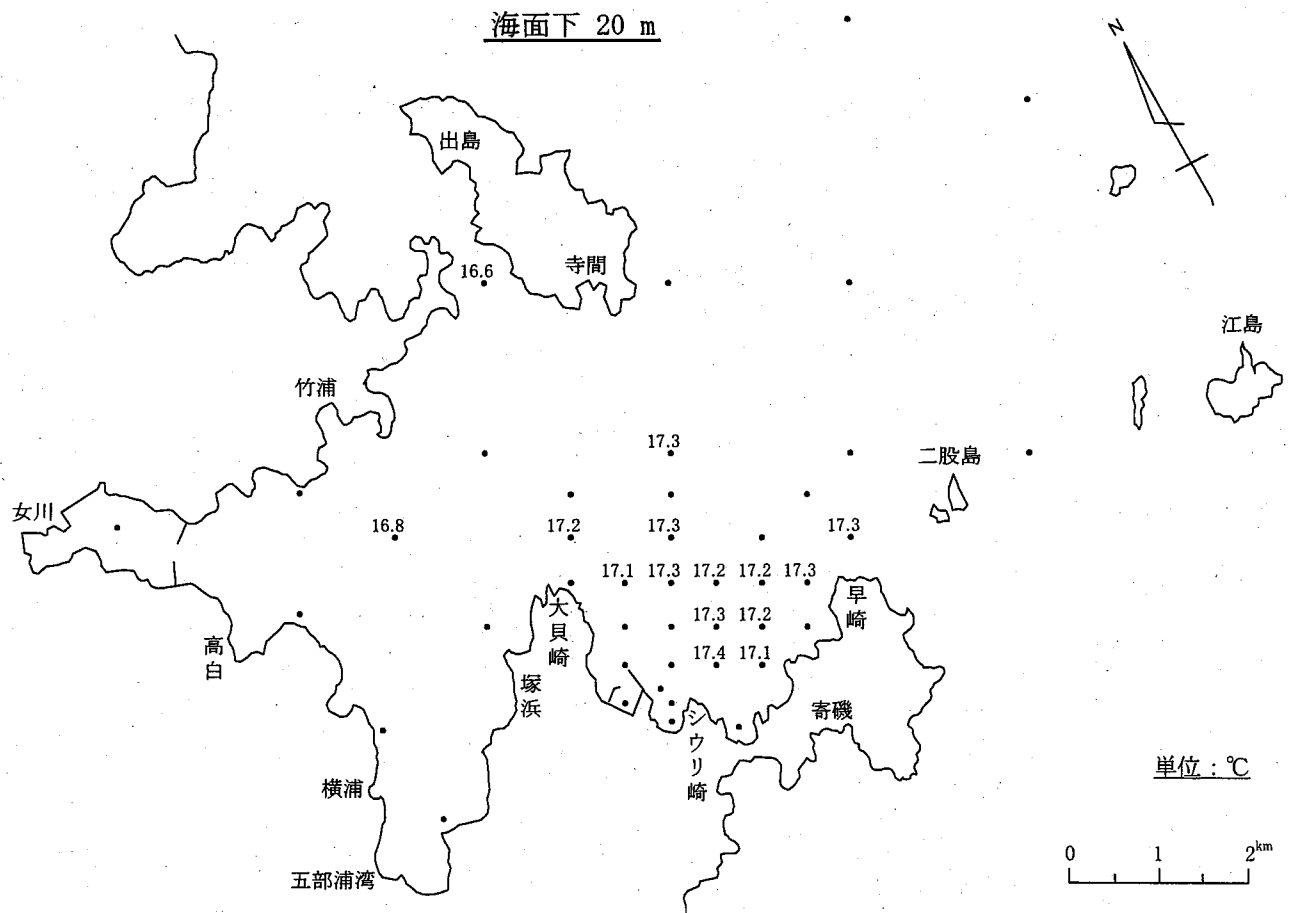 海面下 20 m
N
出島
寺間
16.6
江島
竹浦
17.3
二股島
女川
16.8
17.2
17.3
17.3
17.1
17.3
17.2
17.2
17.3
大貝崎
早崎
17.3
17.2
高白
17.4
17.1
塚浜
シウリ崎
寄磯
単位:℃
横浦
0 1 2km
五部浦湾